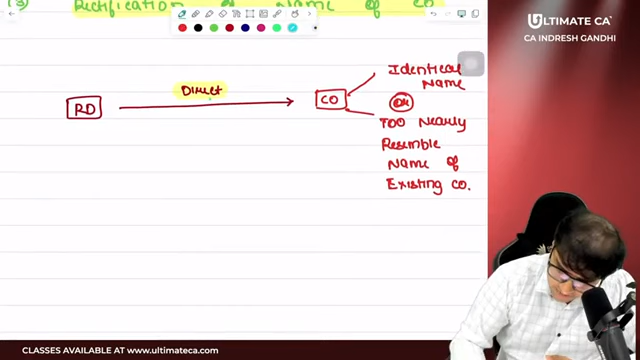 (3) Rectification of Name of CO
ULTIMATE CA
CA INDRESH GANDHI
RD
Direct
CO
Identical
Name
OR
TOO Nearly
Resemble
Name of
Existing CO.
CLASSES AVAILABLE AT www.ultimateca.com